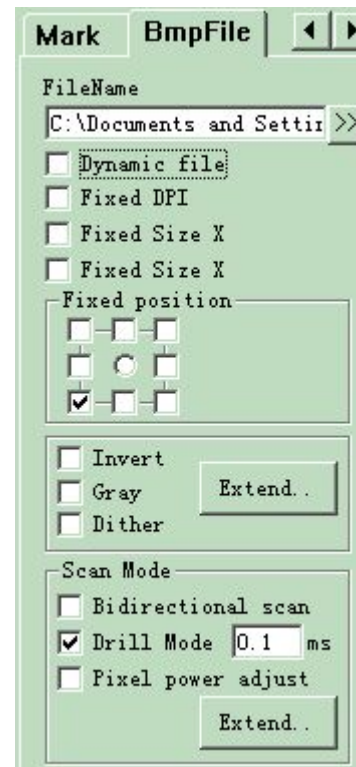 Mark BmpFile
FileName
C:\Documents and Settir >>
Dynamic file
Fixed DPI
Fixed Size X
Fixed Size X
Fixed position
Invert
Gray
Extend..
Dither
Scan Mode
Bidirectional scan
Drill Mode 0.1 ms
Pixel power adjust
Extend..